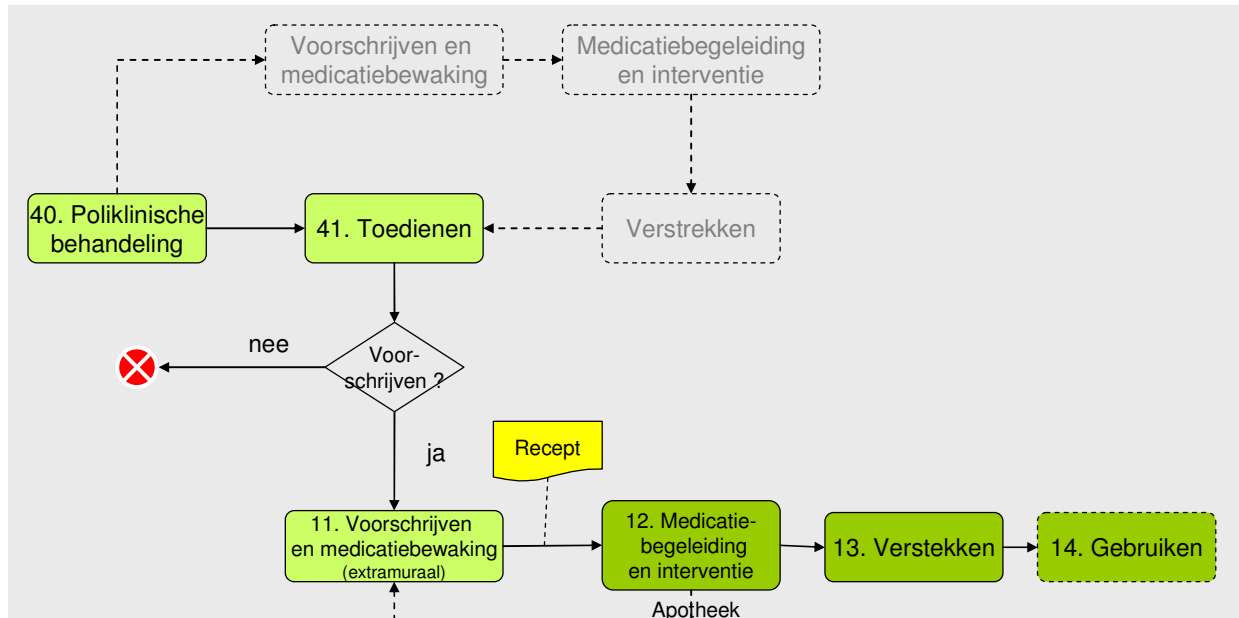 Voorschrijven en
medicatiebewaking
Medicatiebegeleiding
en interventie
40. Poliklinische
behandeling
41. Toedienen
Verstrekken
nee
Voor-
schrijven ?
ja
Recept
11. Voorschrijven
en medicatiebewaking
(extramuraal)
12. Medicatie-
begeleiding
en interventie
13. Verstekken
14. Gebruiken
Apotheek